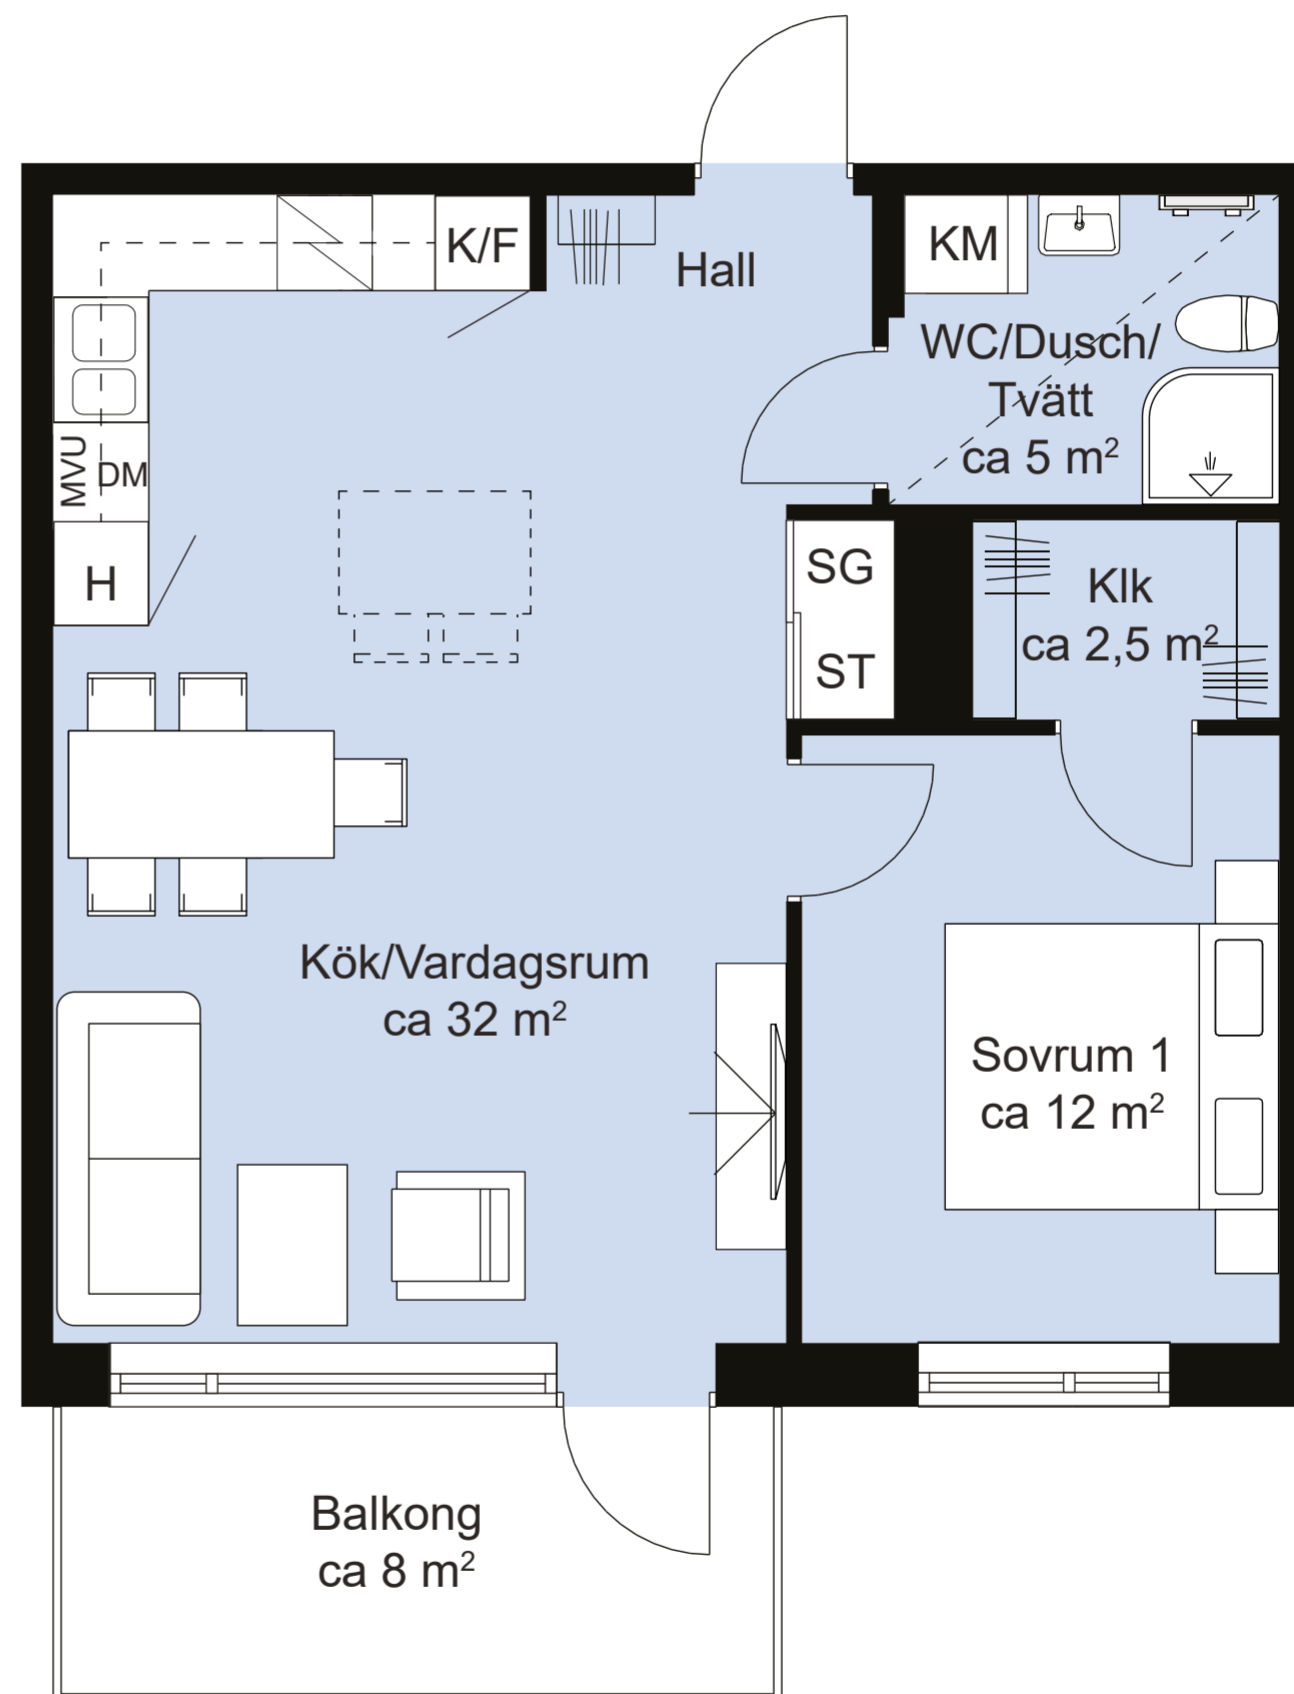 K/F
Hall
KM
WC/Dusch/
Tvätt
ca 5 m²
MVU
DM
H
SG
ST
Klk
ca 2,5 m²
Kök/Vardagsrum
ca 32 m²
Sovrum 1
ca 12 m²
Balkong
ca 8 m²